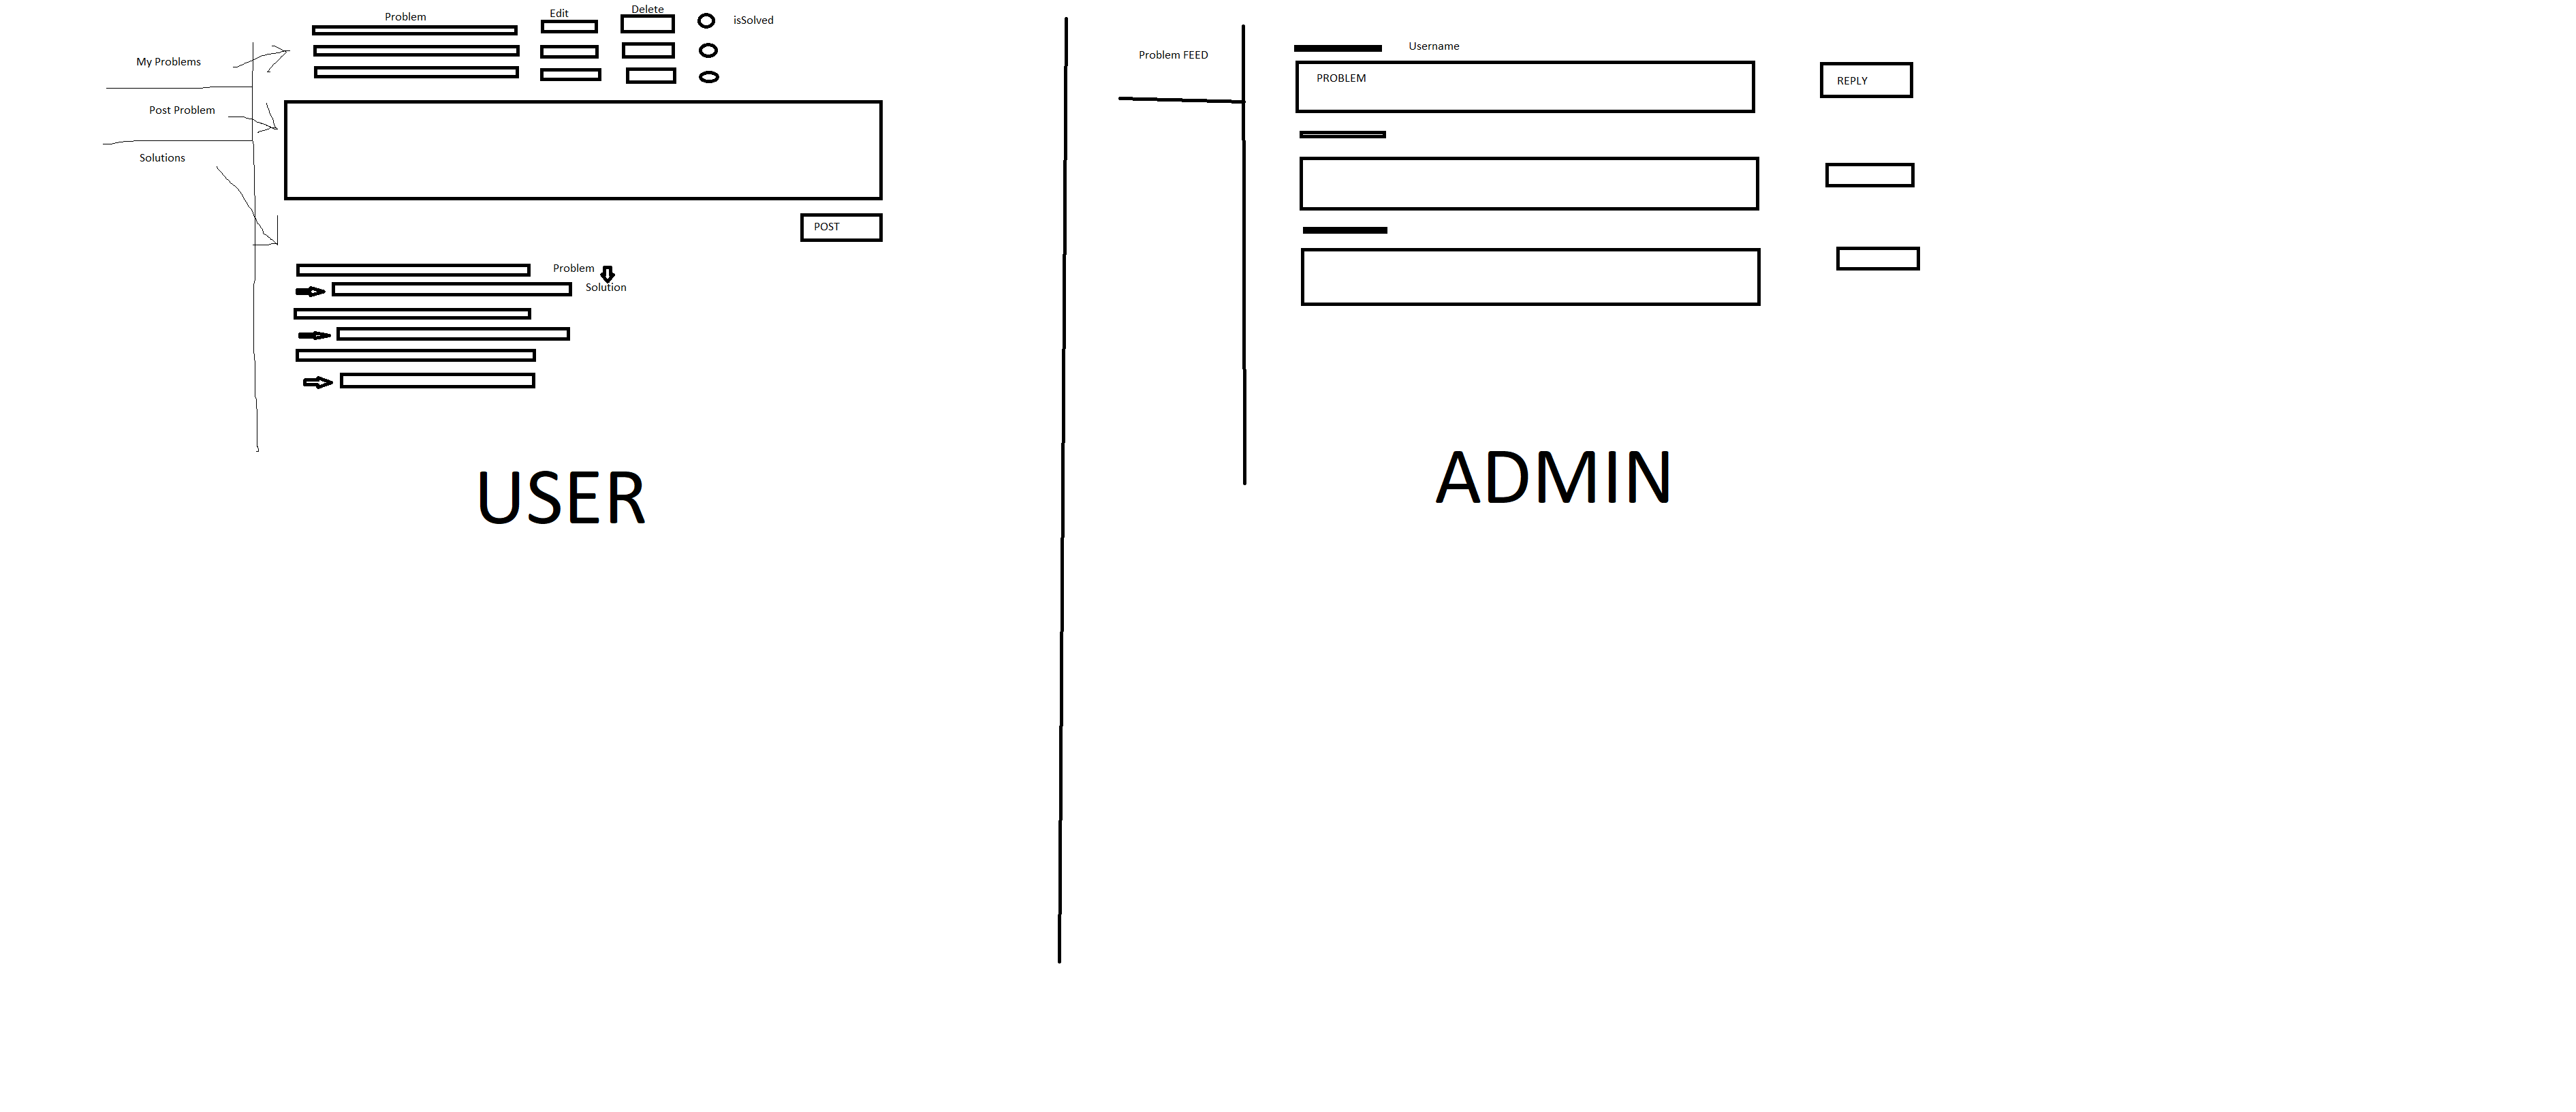 Problem
Edit
Delete
isSolved
My Problems
Post Problem
Solutions
POST
Problem
Solution
USER
Problem FEED
Username
PROBLEM
REPLY
ADMIN